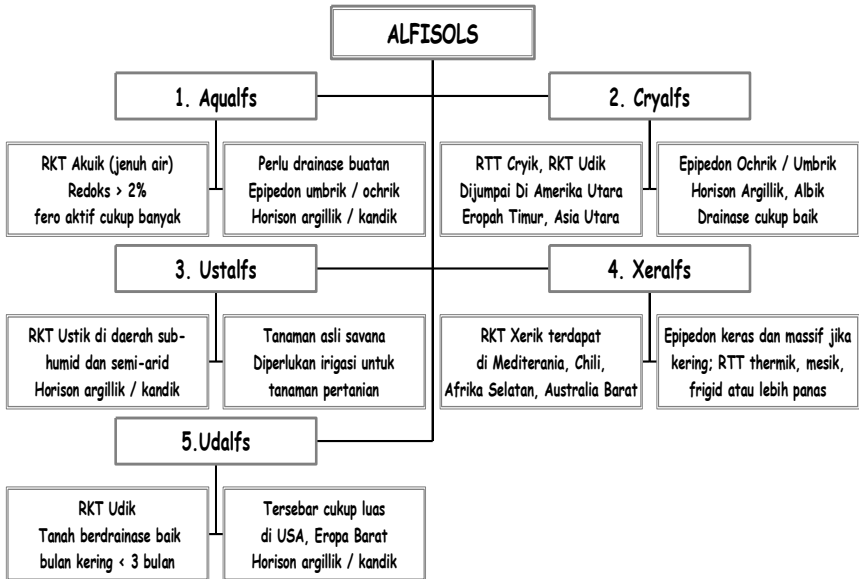 ALFISOLS
1. Aqualfs
2. Cryalfs
RKT Akuik (jenuh air)
Redoks > 2%
fero aktif cukup banyak
Perlu drainase buatan
Epipedon umbrik / ochrik
Horison argillik / kandik
RTT Cryik, RKT Udik
Dijumpai Di Amerika Utara
Eropah Timur, Asia Utara
Epipedon Ochrik / Umbrik
Horison Argillik, Albik
Drainase cukup baik
3. Ustalfs
4. Xeralfs
RKT Ustik di daerah sub-
humid dan semi-arid
Horison argillik / kandik
Tanaman asli savana
Diperlukan irigasi untuk
tanaman pertanian
RKT Xerik terdapat
di Mediterania, Chili,
Afrika Selatan, Australia Barat
Epipedon keras dan massif jika
kering; RTT thermik, mesik,
frigid atau lebih panas
5.Udalfs
RKT Udik
Tanah berdrainase baik
bulan kering < 3 bulan
Tersebar cukup luas
di USA, Eropa Barat
Horison argillik / kandik